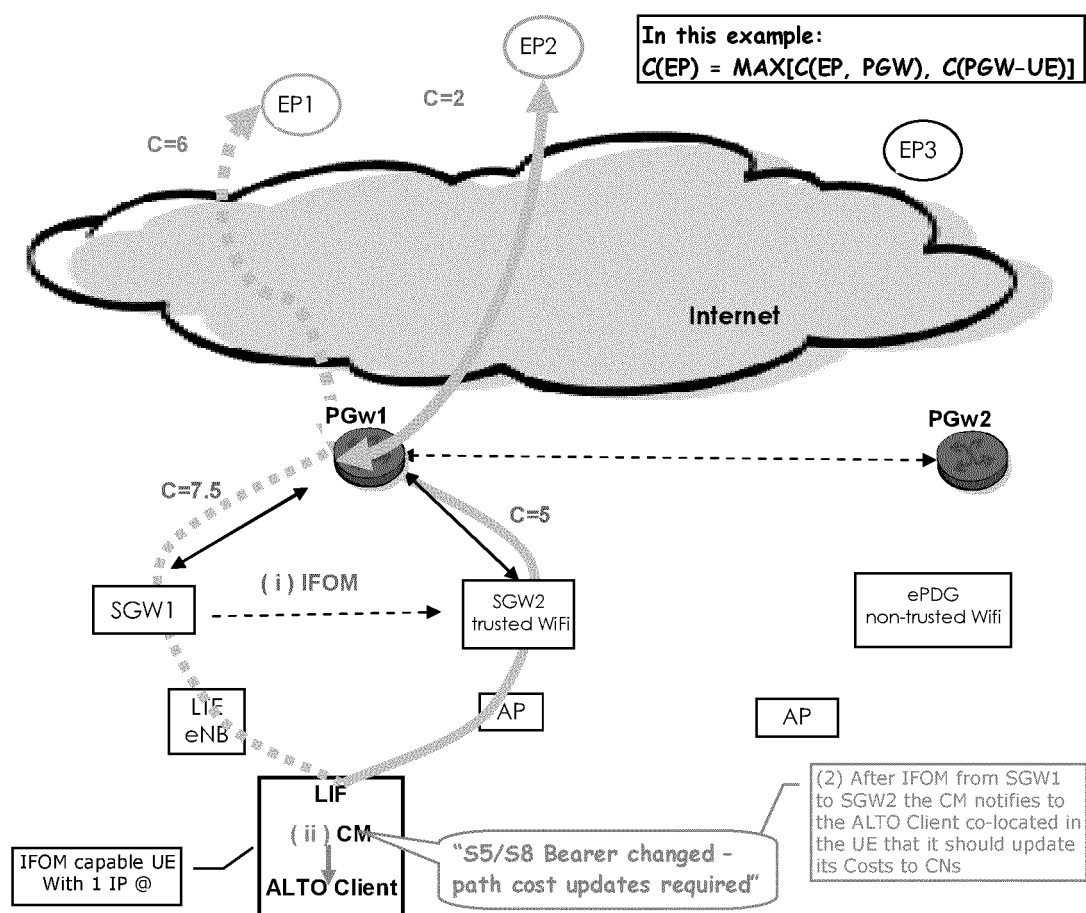 In this example:
C(EP) = MAX[C(EP, PGW), C(PGW-UE)]
EP2
EP1
C=2
C=6
EP3
Internet
PGw1
PGw2
C=7.5
C=5
( i ) IFOM
SGW1
SGW2
trusted WiFi
ePDG
non-trusted Wifi
LTE
eNB
AP
AP
LIF
( ii ) CM
ALTO Client
IFOM capable UE
With 1 IP @
"S5/S8 Bearer changed -
path cost updates required"
(2) After IFOM from SGW1
to SGW2 the CM notifies to
the ALTO Client co-located in
the UE that it should update
its Costs to CNs